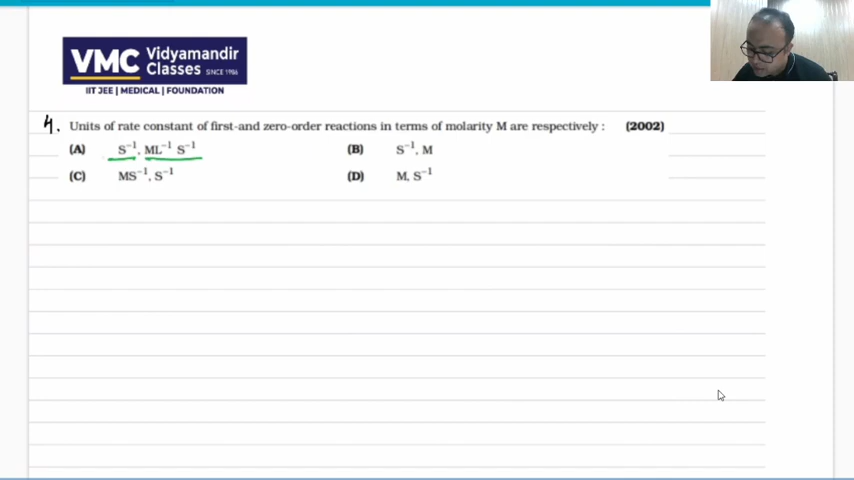 VMC Vidyamandir
Classes SINCE 1986
IIT JEE | MEDICAL | FOUNDATION
4. Units of rate constant of first-and zero-order reactions in terms of molarity M are respectively : (2002)
(A) S⁻¹, ML⁻¹ S⁻¹ (B) S⁻¹, M
(C) MS⁻¹, S⁻¹ (D) M, S⁻¹